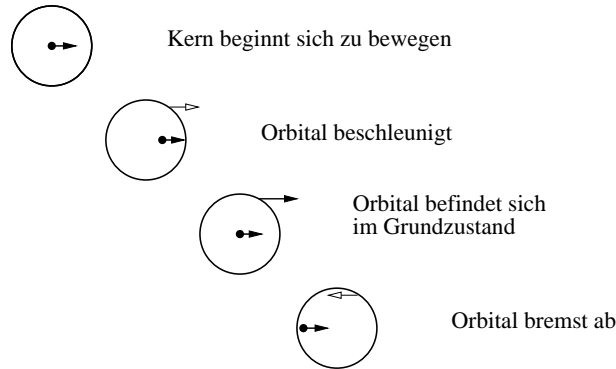 Kern beginnt sich zu bewegen
Orbital beschleunigt
Orbital befindet sich
im Grundzustand
Orbital bremst ab